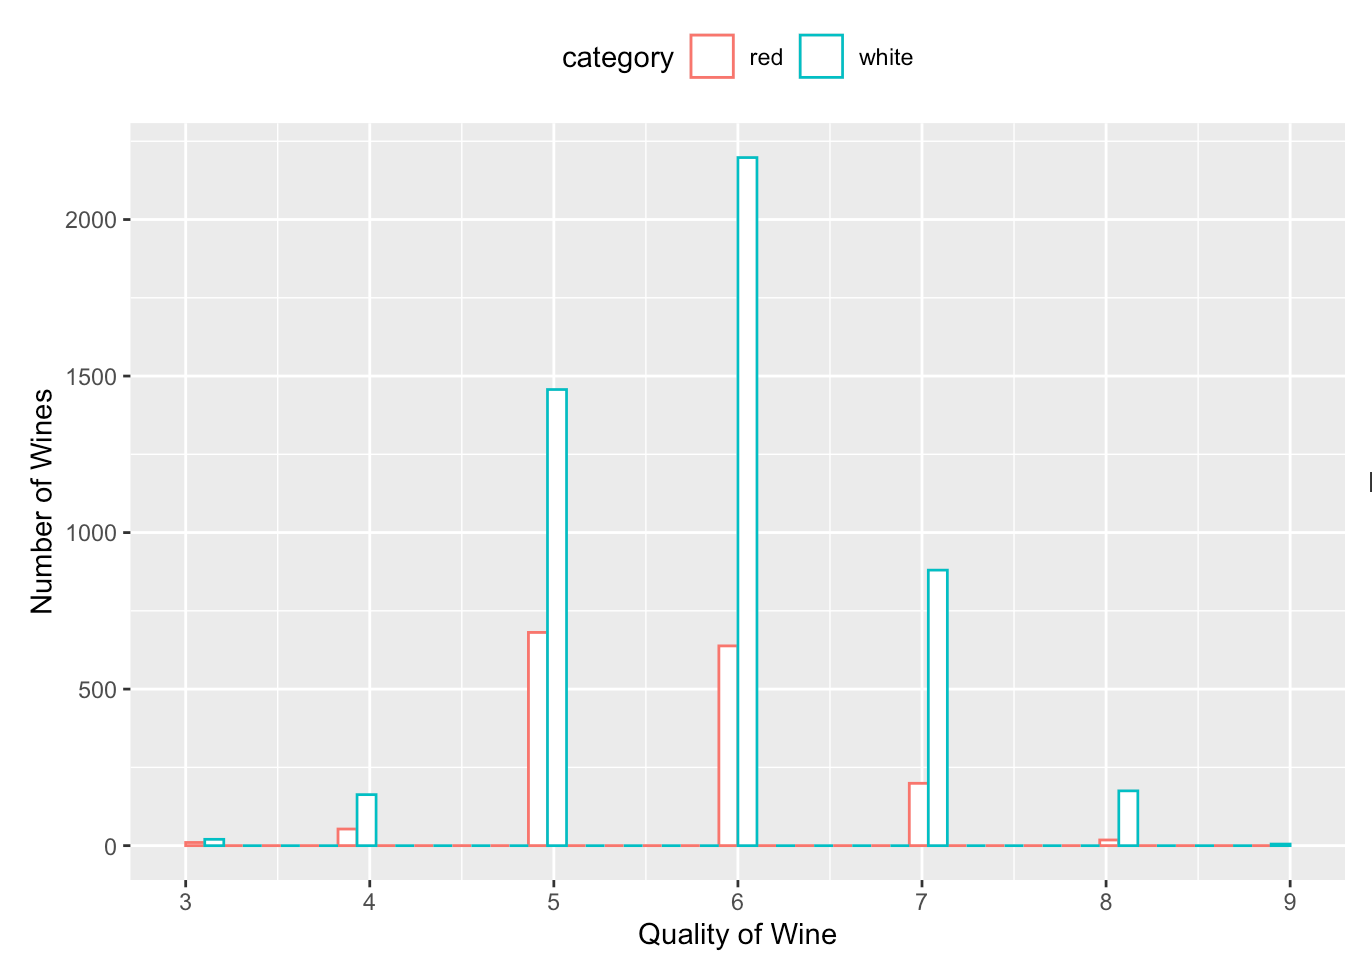 category red white
Number of Wines
2000
1500
1000
500
0
3 4 5 6 7 8 9
Quality of Wine